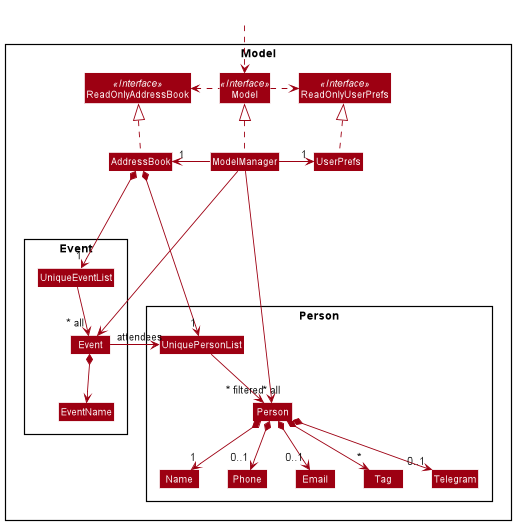 Model
«Interface»
ReadOnlyAddressBook
«Interface»
Model
«Interface»
ReadOnlyUserPrefs
AddressBook
1
ModelManager
1
UserPrefs
Event
1
UniqueEventList
* all
Event
attendees
EventName
Person
1
UniquePersonList
* filtered
* all
Person
1
0..1
0..1
*
0..1
Name
Phone
Email
Tag
Telegram